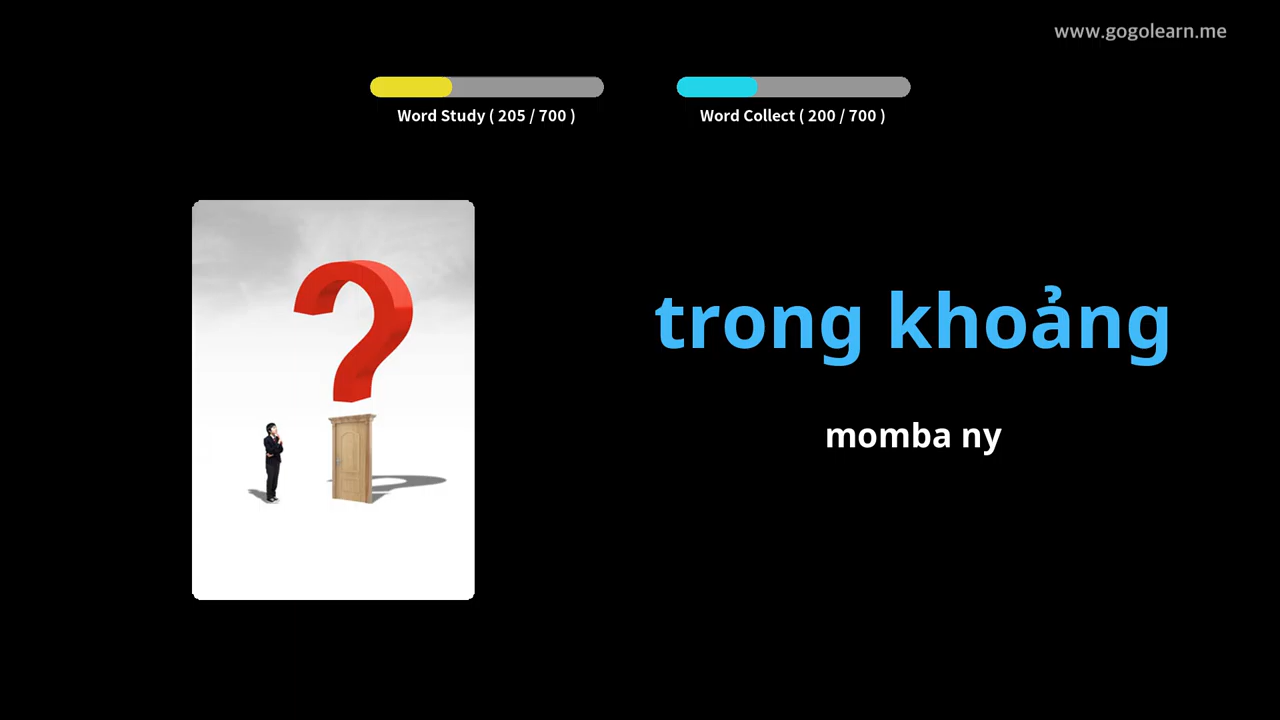 www.gogolearn.me
Word Study ( 205 / 700 )
Word Collect ( 200 / 700 )
trong khoảng
momba ny